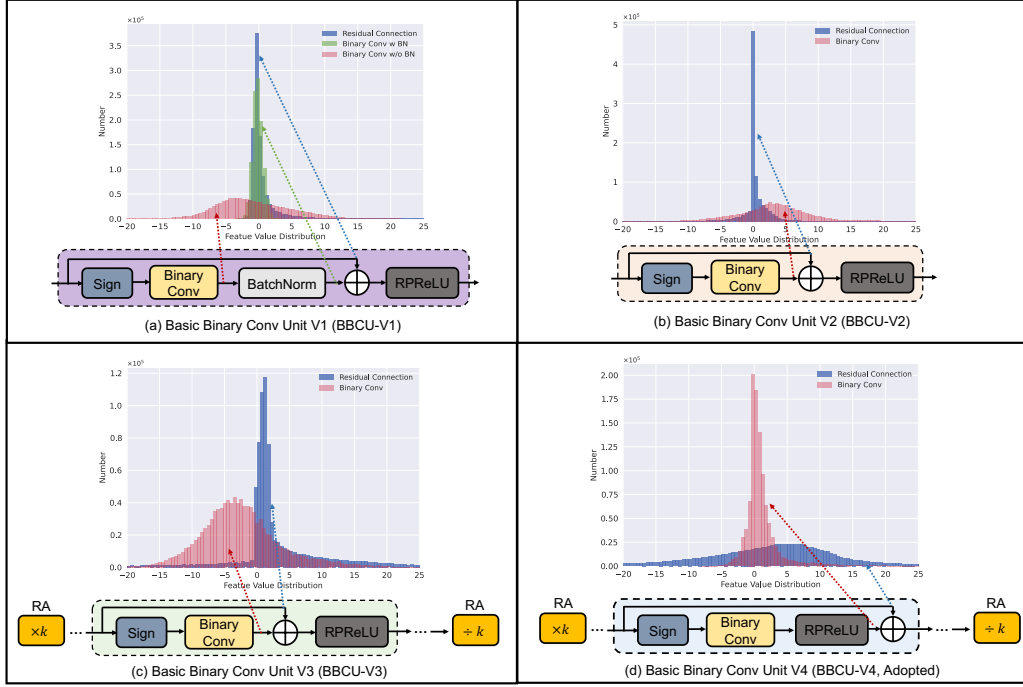 ×10⁵
3.5
3.0
2.5
2.0
1.5
1.0
0.5
0.0
Number
Residual Connection
Binary Conv w BN
Binary Conv w/o BN
−20 −15 −10 −5 0 5 10 15 20 25
Featue Value Distribution
Sign
Binary
Conv
BatchNorm
RPReLU
(a) Basic Binary Conv Unit V1 (BBCU-V1)
×10⁵
5
4
3
2
1
0
Number
Residual Connection
Binary Conv
−20 −15 −10 −5 0 5 10 15 20 25
Featue Value Distribution
Sign
Binary
Conv
RPReLU
(b) Basic Binary Conv Unit V2 (BBCU-V2)
×10⁵
1.2
1.0
0.8
0.6
0.4
0.2
0.0
Number
Residual Connection
Binary Conv
−20 −15 −10 −5 0 5 10 15 20 25
Featue Value Distribution
RA
×k
Sign
Binary
Conv
RPReLU
RA
÷ k
(c) Basic Binary Conv Unit V3 (BBCU-V3)
×10⁵
2.00
1.75
1.50
1.25
1.00
0.75
0.50
0.25
0.00
Number
Residual Connection
Binary Conv
−20 −15 −10 −5 0 5 10 15 20 25
Featue Value Distribution
RA
×k
Sign
Binary
Conv
RPReLU
RA
÷ k
(d) Basic Binary Conv Unit V4 (BBCU-V4, Adopted)